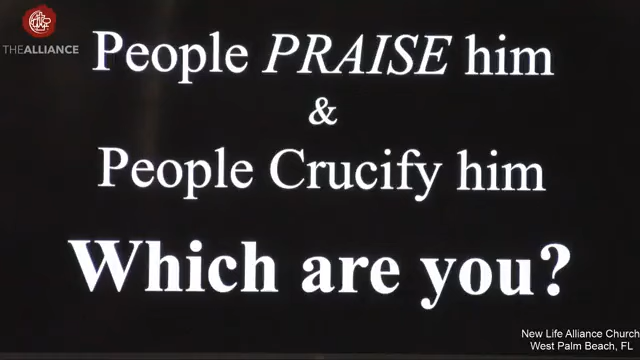 THEALLIANCE
People PRAISE him
&
People Crucify him
Which are you?
New Life Alliance Church
West Palm Beach, FL